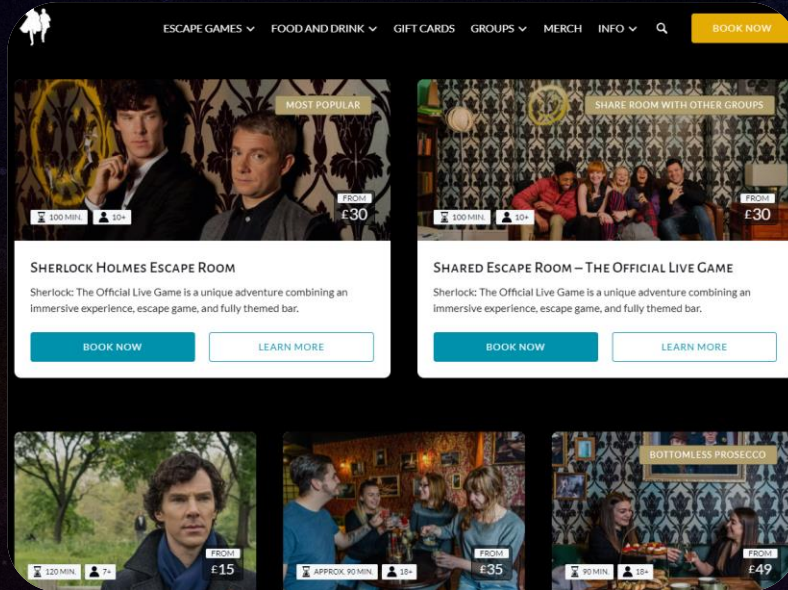 ESCAPE GAMES FOOD AND DRINK GIFT CARDS GROUPS MERCH INFO BOOK NOW
MOST POPULAR
100 MIN. 10+
FROM
£30
SHERLOCK HOLMES ESCAPE ROOM
Sherlock: The Official Live Game is a unique adventure combining an
immersive experience, escape game, and fully themed bar.
BOOK NOW LEARN MORE
SHARE ROOM WITH OTHER GROUPS
100 MIN. 10+
FROM
£30
SHARED ESCAPE ROOM – THE OFFICIAL LIVE GAME
Sherlock: The Official Live Game is a unique adventure combining an
immersive experience, escape game, and fully themed bar.
BOOK NOW LEARN MORE
120 MIN. 7+
FROM
£15
APPROX. 90 MIN. 18+
FROM
£35
BOTTOMLESS PROSECCO
90 MIN. 18+
FROM
£49